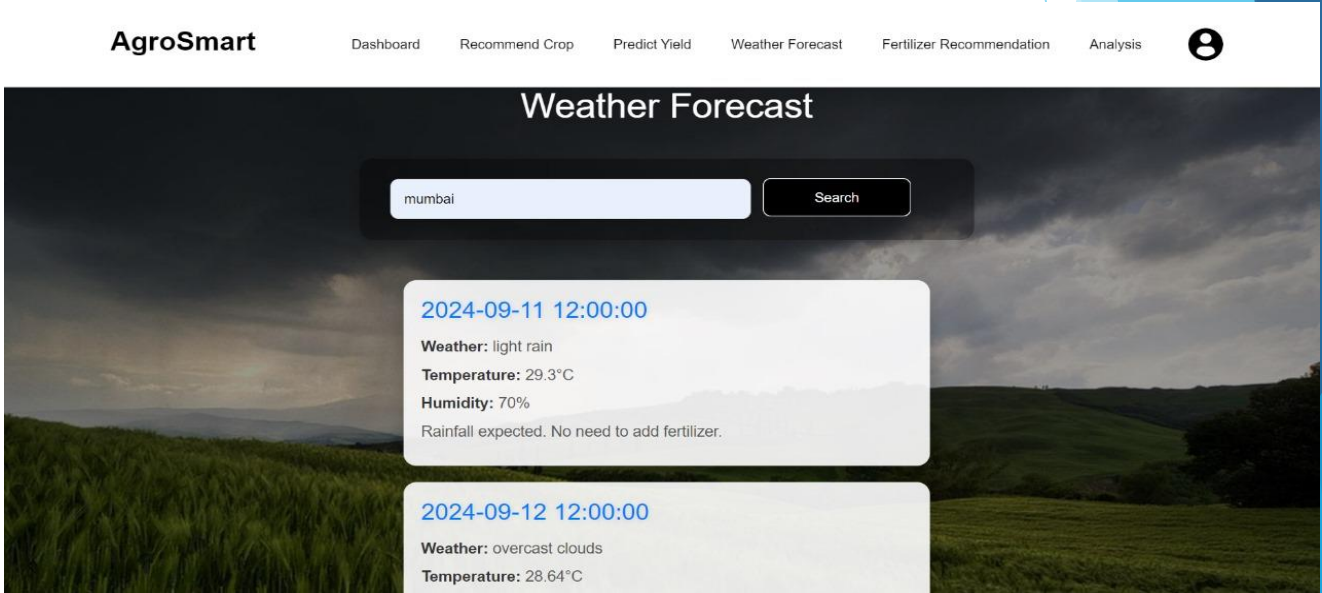 AgroSmart
Dashboard
Recommend Crop
Predict Yield
Weather Forecast
Fertilizer Recommendation
Analysis
Weather Forecast
mumbai
Search
2024-09-11 12:00:00
Weather: light rain
Temperature: 29.3°C
Humidity: 70%
Rainfall expected. No need to add fertilizer.
2024-09-12 12:00:00
Weather: overcast clouds
Temperature: 28.64°C